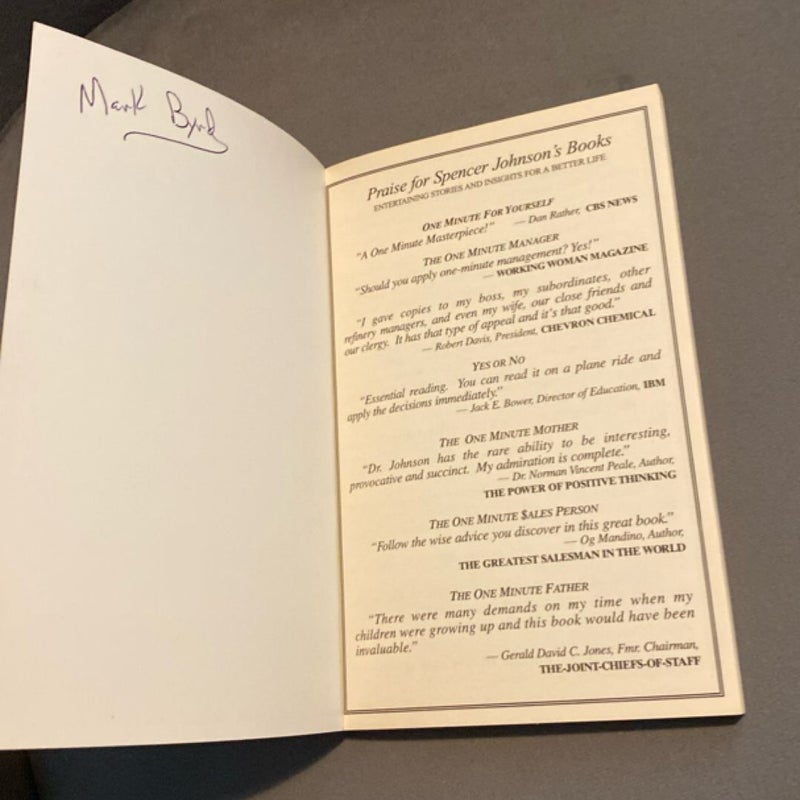 Mark Byrd
Praise for Spencer Johnson's Books
ENTERTAINING STORIES AND INSIGHTS FOR A BETTER LIFE
ONE MINUTE FOR YOURSELF
"A One Minute Masterpiece!" — Dan Rather, CBS NEWS
THE ONE MINUTE MANAGER
"Should you apply one-minute management? Yes!"
— WORKING WOMAN MAGAZINE
"I gave copies to my boss, my subordinates, other
refinery managers, and even my wife, our close friends and
our clergy. It has that type of appeal and it's that good."
— Robert Davis, President, CHEVRON CHEMICAL
YES OR NO
"Essential reading. You can read it on a plane ride and
apply the decisions immediately."
— Jack E. Bower, Director of Education, IBM
THE ONE MINUTE MOTHER
"Dr. Johnson has the rare ability to be interesting,
provocative and succinct. My admiration is complete."
— Dr. Norman Vincent Peale, Author,
THE POWER OF POSITIVE THINKING
THE ONE MINUTE $ALES PERSON
"Follow the wise advice you discover in this great book."
— Og Mandino, Author,
THE GREATEST SALESMAN IN THE WORLD
THE ONE MINUTE FATHER
"There were many demands on my time when my
children were growing up and this book would have been
invaluable."
— Gerald David C. Jones, Fmr. Chairman,
THE-JOINT-CHIEFS-OF-STAFF